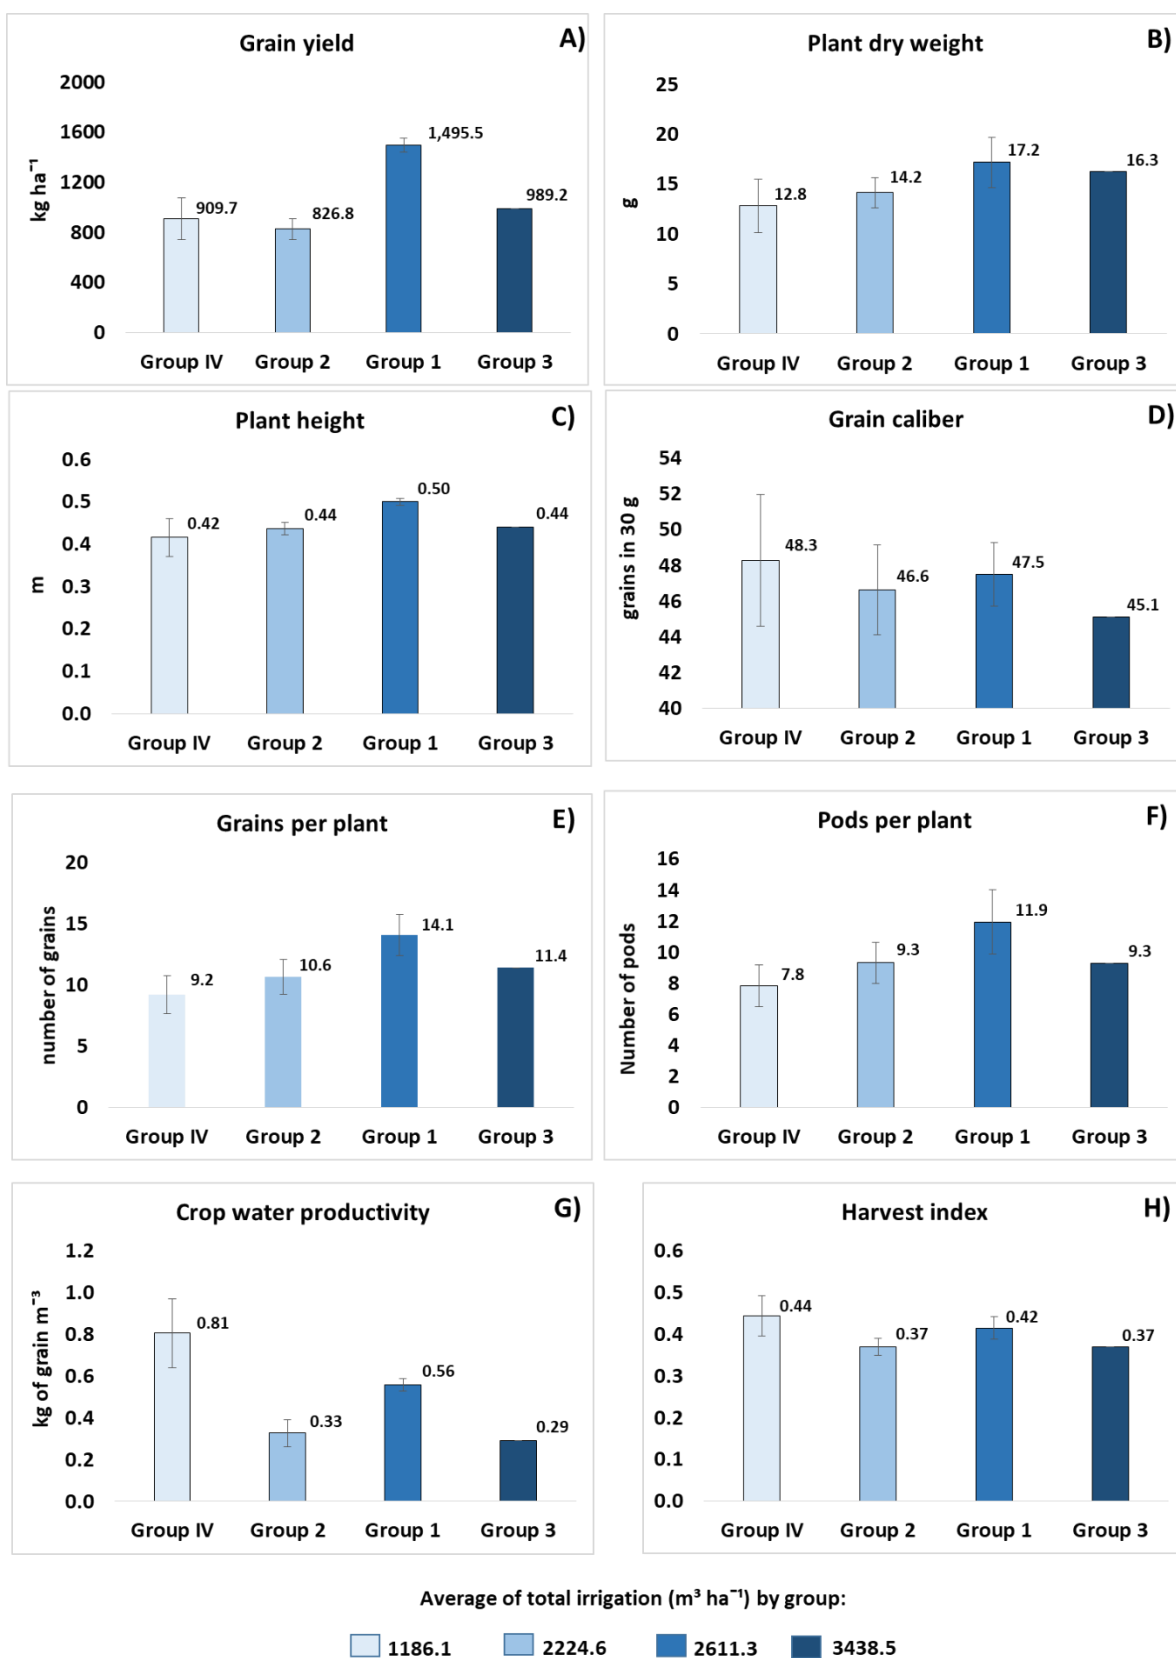 Grain yield
A)
kg ha⁻¹
2000
1600
1200
800
400
0
909.7
826.8
1,495.5
989.2
Group IV
Group 2
Group 1
Group 3
Plant dry weight
B)
g
25
20
15
10
5
0
12.8
14.2
17.2
16.3
Group IV
Group 2
Group 1
Group 3
Plant height
C)
m
0.6
0.5
0.4
0.3
0.2
0.1
0.0
0.42
0.44
0.50
0.44
Group IV
Group 2
Group 1
Group 3
Grain caliber
D)
grains in 30 g
54
52
50
48
46
44
42
40
48.3
46.6
47.5
45.1
Group IV
Group 2
Group 1
Group 3
Grains per plant
E)
number of grains
20
15
10
5
0
9.2
10.6
14.1
11.4
Group IV
Group 2
Group 1
Group 3
Pods per plant
F)
Number of pods
16
14
12
10
8
6
4
2
0
7.8
9.3
11.9
9.3
Group IV
Group 2
Group 1
Group 3
Crop water productivity
G)
kg of grain m⁻³
1.2
1.0
0.8
0.6
0.4
0.2
0.0
0.81
0.33
0.56
0.29
Group IV
Group 2
Group 1
Group 3
Harvest index
H)
0.6
0.5
0.4
0.3
0.2
0.1
0.0
0.44
0.37
0.42
0.37
Group IV
Group 2
Group 1
Group 3
Average of total irrigation (m³ ha⁻¹) by group:
1186.1
2224.6
2611.3
3438.5